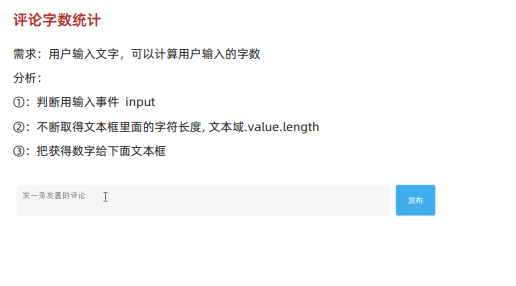 评论字数统计
需求：用户输入文字，可以计算用户输入的字数
分析：
①：判断用输入事件 input
②：不断取得文本框里面的字符长度, 文本域.value.length
③：把获得数字给下面文本框
发一条友善的评论
发布